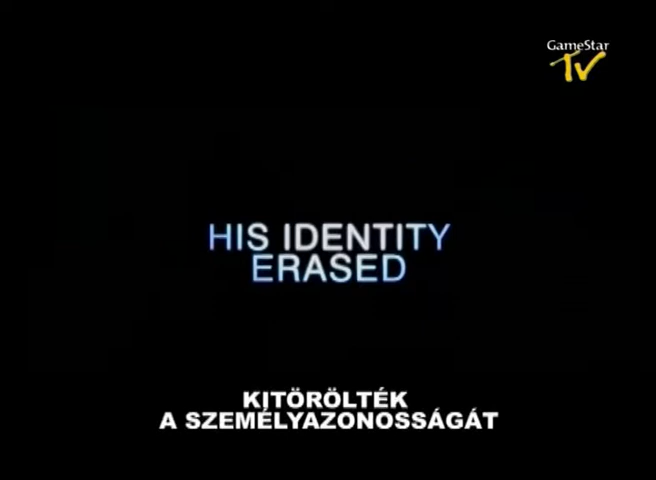 GameStar
TV
HIS IDENTITY
ERASED
KITÖRÖLTÉK
A SZEMÉLYAZONOSSÁGÁT